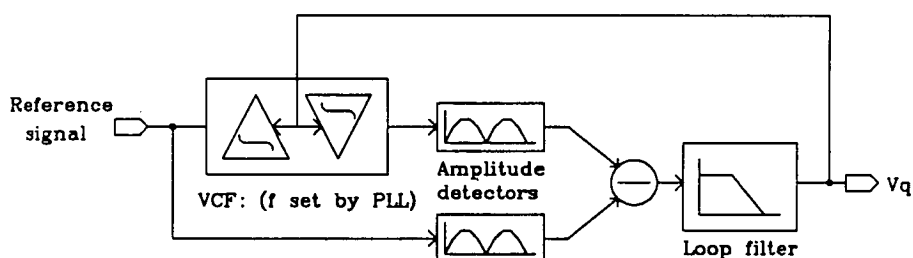 Reference
signal
VCF: (f set by PLL)
Amplitude
detectors
Loop filter
Vq